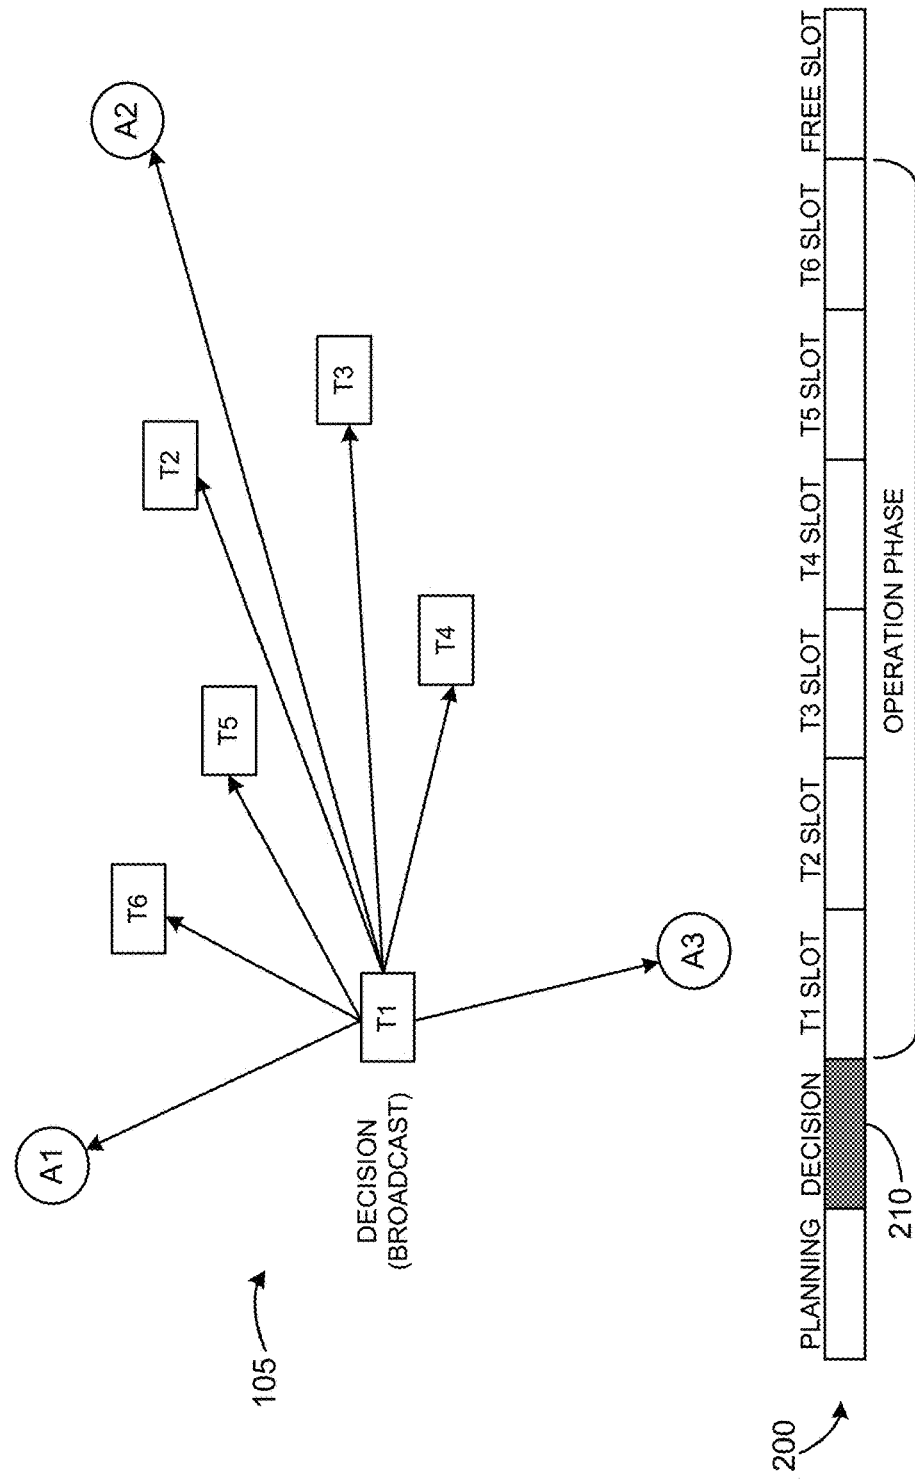 A1
A2
T6
T2
T5
T3
T1
T4
A3
DECISION
(BROADCAST)
105
PLANNING DECISION T1 SLOT T2 SLOT T3 SLOT T4 SLOT T5 SLOT T6 SLOT FREE SLOT
200
210
OPERATION PHASE